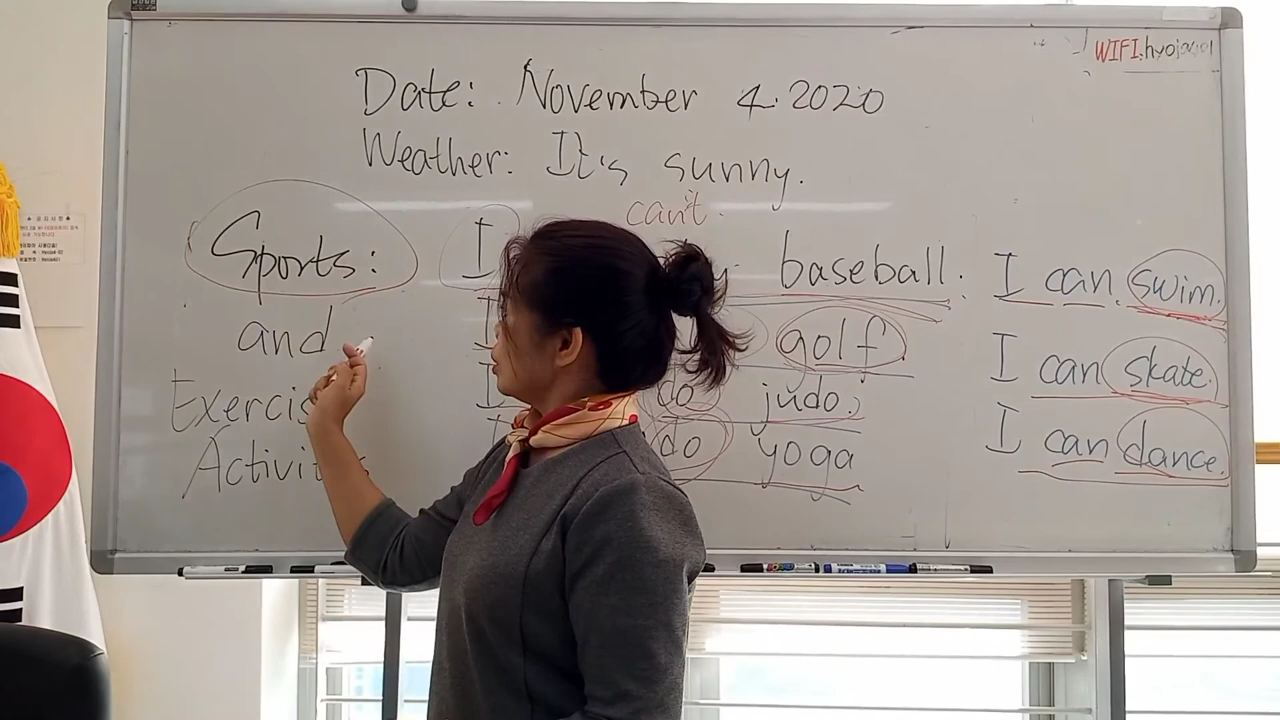 WIFI:
Date: November 4. 2020
Weather: It's sunny.
can't.
Sports:
and
I baseball.
golf
do judo.
do yoga
I can swim.
I can skate.
I can dance.